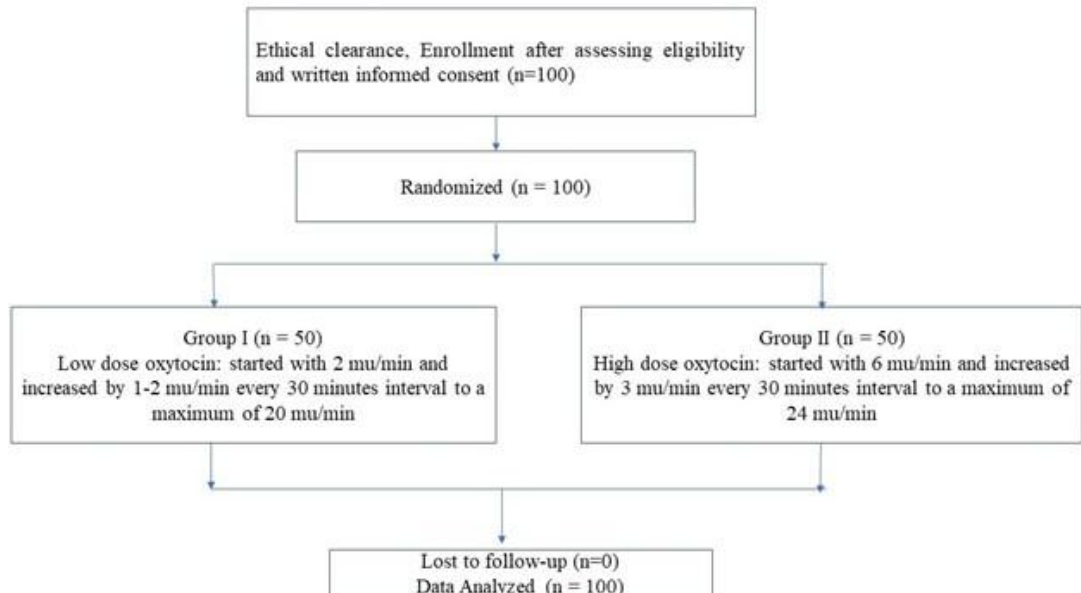 Ethical clearance, Enrollment after assessing eligibility
and written informed consent (n=100)
Randomized (n = 100)
Group I (n = 50)
Low dose oxytocin: started with 2 mu/min and
increased by 1-2 mu/min every 30 minutes interval to a
maximum of 20 mu/min
Group II (n = 50)
High dose oxytocin: started with 6 mu/min and increased
by 3 mu/min every 30 minutes interval to a maximum of
24 mu/min
Lost to follow-up (n=0)
Data Analyzed (n = 100)